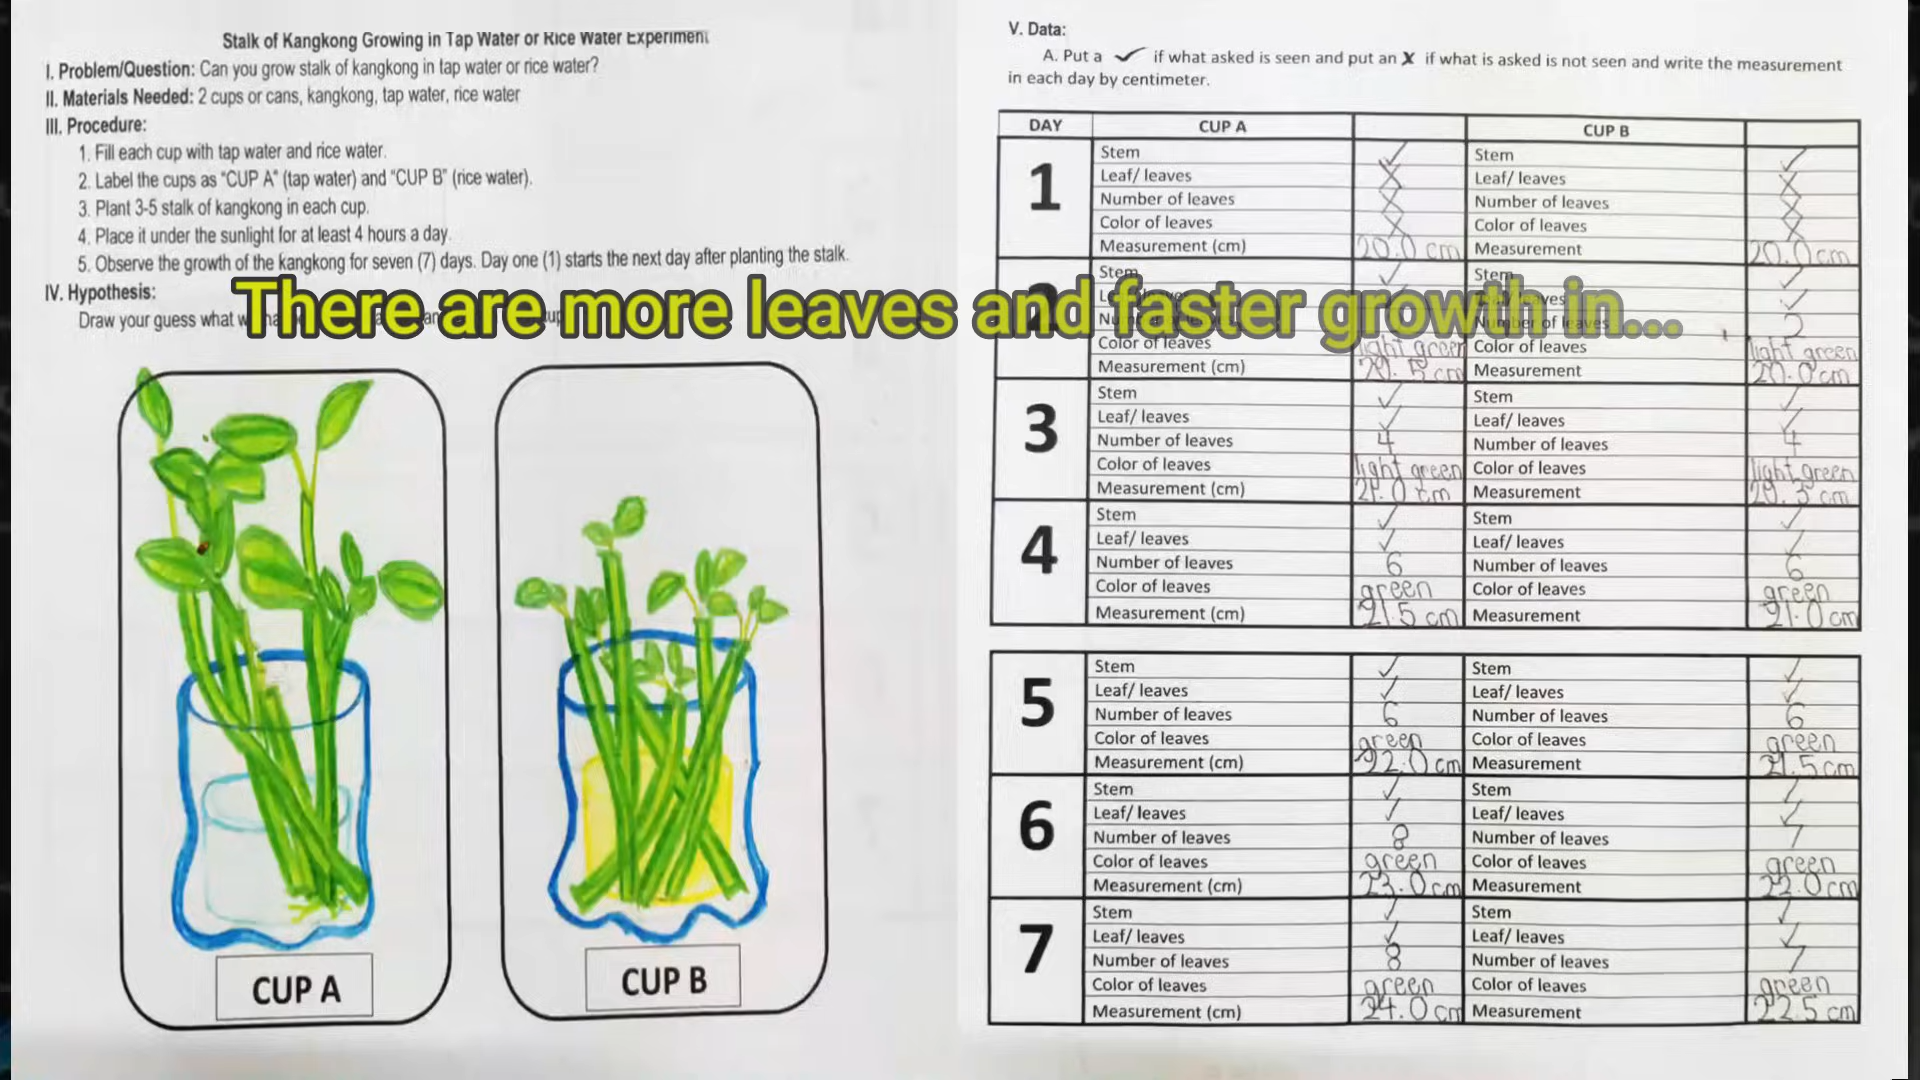 Stalk of Kangkong Growing in Tap Water or Rice Water Experiment
I. Problem/Question: Can you grow stalk of kangkong in tap water or rice water?
II. Materials Needed: 2 cups or cans, kangkong, tap water, rice water
III. Procedure:
1. Fill each cup with tap water and rice water.
2. Label the cups as "CUP A" (tap water) and "CUP B" (rice water).
3. Plant 3-5 stalk of kangkong in each cup.
4. Place it under the sunlight for at least 4 hours a day.
5. Observe the growth of the kangkong for seven (7) days. Day one (1) starts the next day after planting the stalk.
IV. Hypothesis:
Draw your guess what
There are more leaves and faster growth in...
CUP A
CUP B
V. Data:
A. Put a ✓ if what asked is seen and put an X if what is asked is not seen and write the measurement
in each day by centimeter.
DAY CUP A CUP B
1
Stem ✓ Stem ✓
Leaf/ leaves X Leaf/ leaves X
Number of leaves X Number of leaves X
Color of leaves X Color of leaves X
Measurement (cm) 20.0 cm Measurement 20.0 cm
2
Stem ✓ Stem ✓
✓
Number of leaves 2
Color of leaves light green Color of leaves light green
Measurement (cm) 20.5 cm Measurement 20.0 cm
3
Stem ✓ Stem ✓
Leaf/ leaves ✓ Leaf/ leaves ✓
Number of leaves 4 Number of leaves 4
Color of leaves light green Color of leaves light green
Measurement (cm) 21.0 cm Measurement 20.5 cm
4
Stem ✓ Stem ✓
Leaf/ leaves ✓ Leaf/ leaves ✓
Number of leaves 6 Number of leaves 6
Color of leaves green Color of leaves green
Measurement (cm) 21.5 cm Measurement 21.0 cm
5
Stem ✓ Stem ✓
Leaf/ leaves ✓ Leaf/ leaves ✓
Number of leaves 6 Number of leaves 6
Color of leaves green Color of leaves green
Measurement (cm) 22.0 cm Measurement 21.5 cm
6
Stem ✓ Stem ✓
Leaf/ leaves ✓ Leaf/ leaves ✓
Number of leaves 8 Number of leaves 7
Color of leaves green Color of leaves green
Measurement (cm) 23.0 cm Measurement 22.0 cm
7
Stem ✓ Stem ✓
Leaf/ leaves ✓ Leaf/ leaves ✓
Number of leaves 8 Number of leaves 7
Color of leaves green Color of leaves green
Measurement (cm) 24.0 cm Measurement 22.5 cm